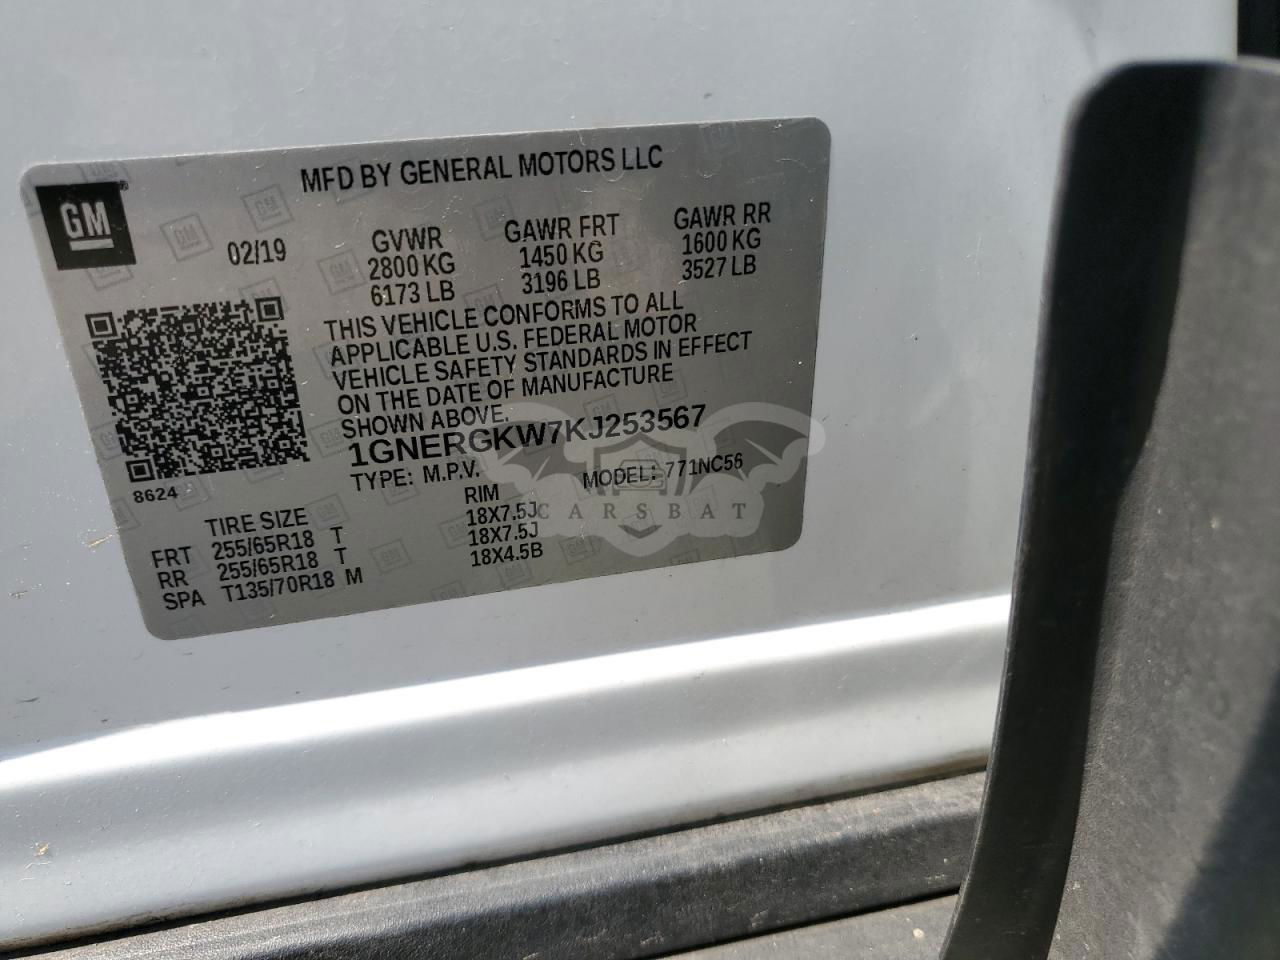 MFD BY GENERAL MOTORS LLC
GM
02/19
GVWR
2800 KG
6173 LB
GAWR FRT
1450 KG
3196 LB
GAWR RR
1600 KG
3527 LB
THIS VEHICLE CONFORMS TO ALL
APPLICABLE U.S. FEDERAL MOTOR
VEHICLE SAFETY STANDARDS IN EFFECT
ON THE DATE OF MANUFACTURE
SHOWN ABOVE.
1GNERGKW7KJ253567
TYPE: M.P.V. MODEL: 771NC56
8624
TIRE SIZE RIM
FRT 255/65R18 T 18X7.5J
RR 255/65R18 T 18X7.5J
SPA T135/70R18 M 18X4.5B
CARSBAT